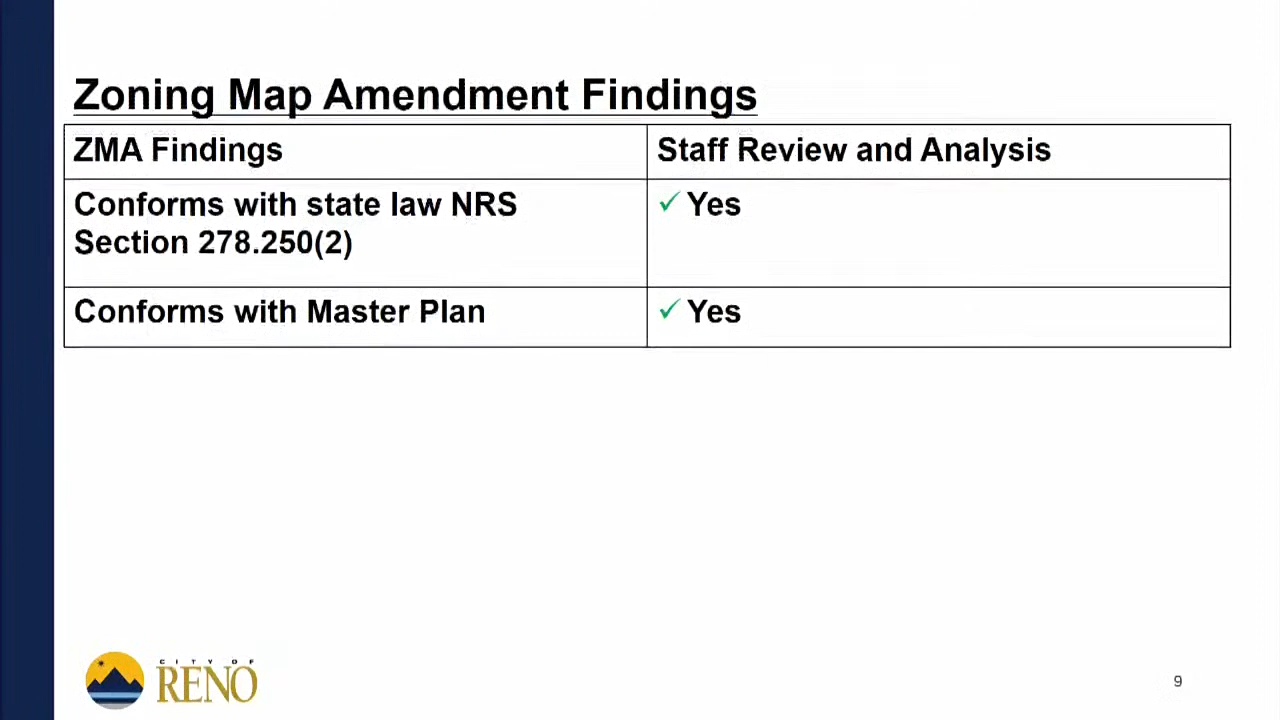 Zoning Map Amendment Findings
ZMA Findings
Staff Review and Analysis
Conforms with state law NRS
Section 278.250(2)
✓ Yes
Conforms with Master Plan
✓ Yes
CITY OF
RENO
9